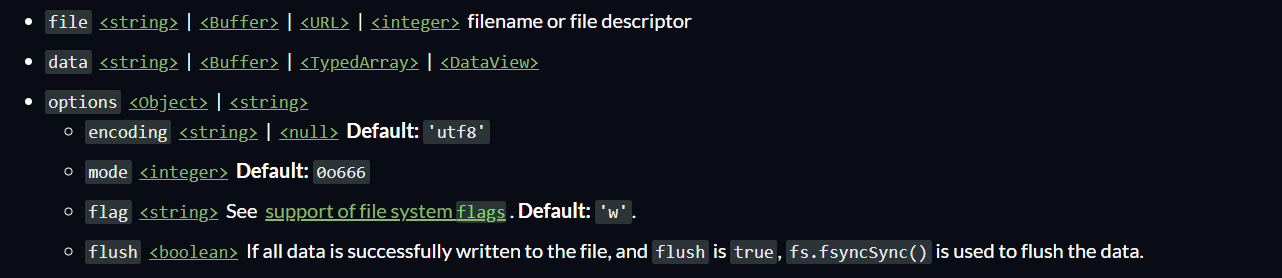 file <string> | <Buffer> | <URL> | <integer> filename or file descriptor
data <string> | <Buffer> | <TypedArray> | <DataView>
options <Object> | <string>
encoding <string> | <null> Default: 'utf8'
mode <integer> Default: 0o666
flag <string> See support of file system flags. Default: 'w'.
flush <boolean> If all data is successfully written to the file, and flush is true, fs.fsyncSync() is used to flush the data.